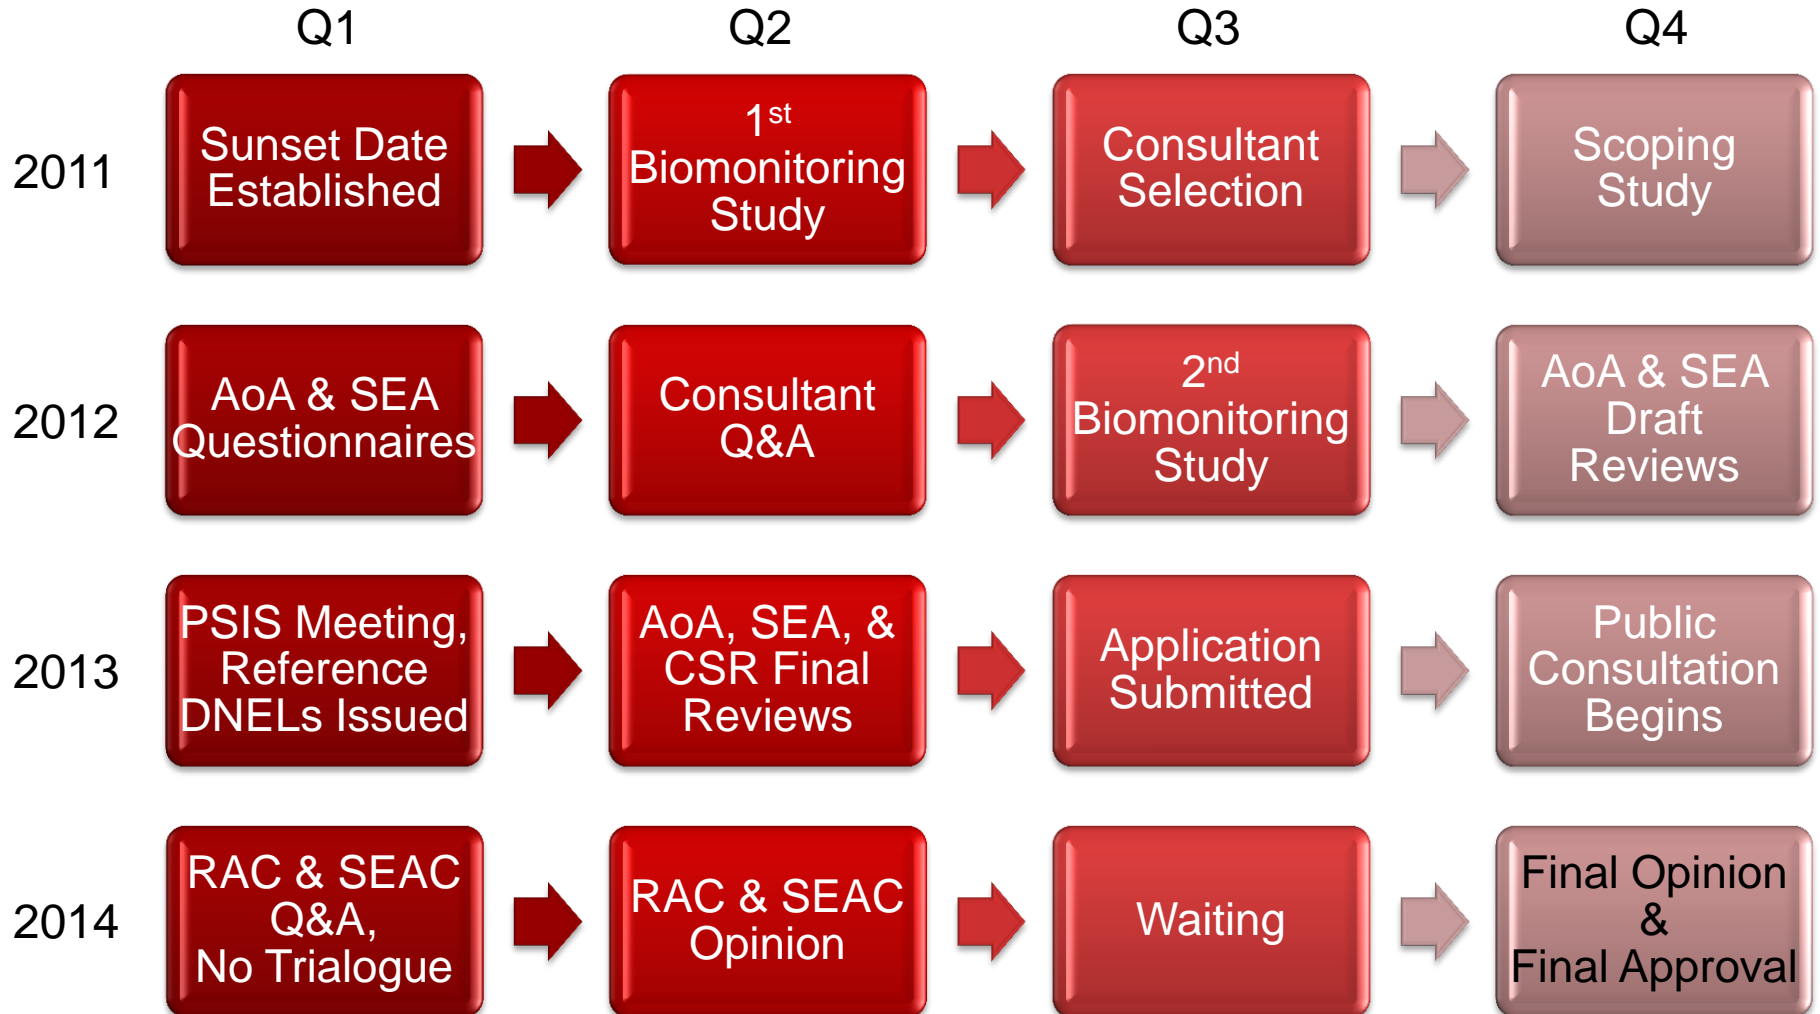 Q1 Q2 Q3 Q4
2011
Sunset Date
Established
1st
Biomonitoring
Study
Consultant
Selection
Scoping
Study
2012
AoA & SEA
Questionnaires
Consultant
Q&A
2nd
Biomonitoring
Study
AoA & SEA
Draft
Reviews
2013
PSIS Meeting,
Reference
DNELs Issued
AoA, SEA, &
CSR Final
Reviews
Application
Submitted
Public
Consultation
Begins
2014
RAC & SEAC
Q&A,
No Trialogue
RAC & SEAC
Opinion
Waiting
Final Opinion
&
Final Approval